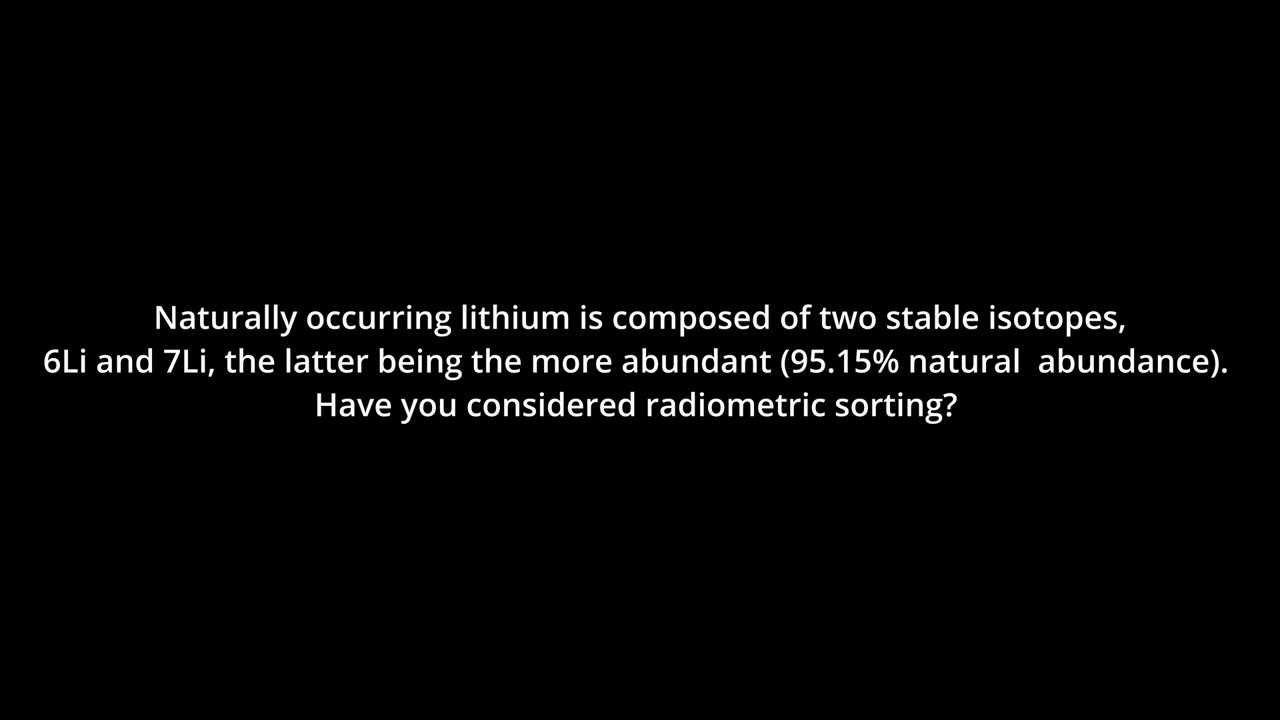 Naturally occurring lithium is composed of two stable isotopes,
6Li and 7Li, the latter being the more abundant (95.15% natural  abundance).
Have you considered radiometric sorting?